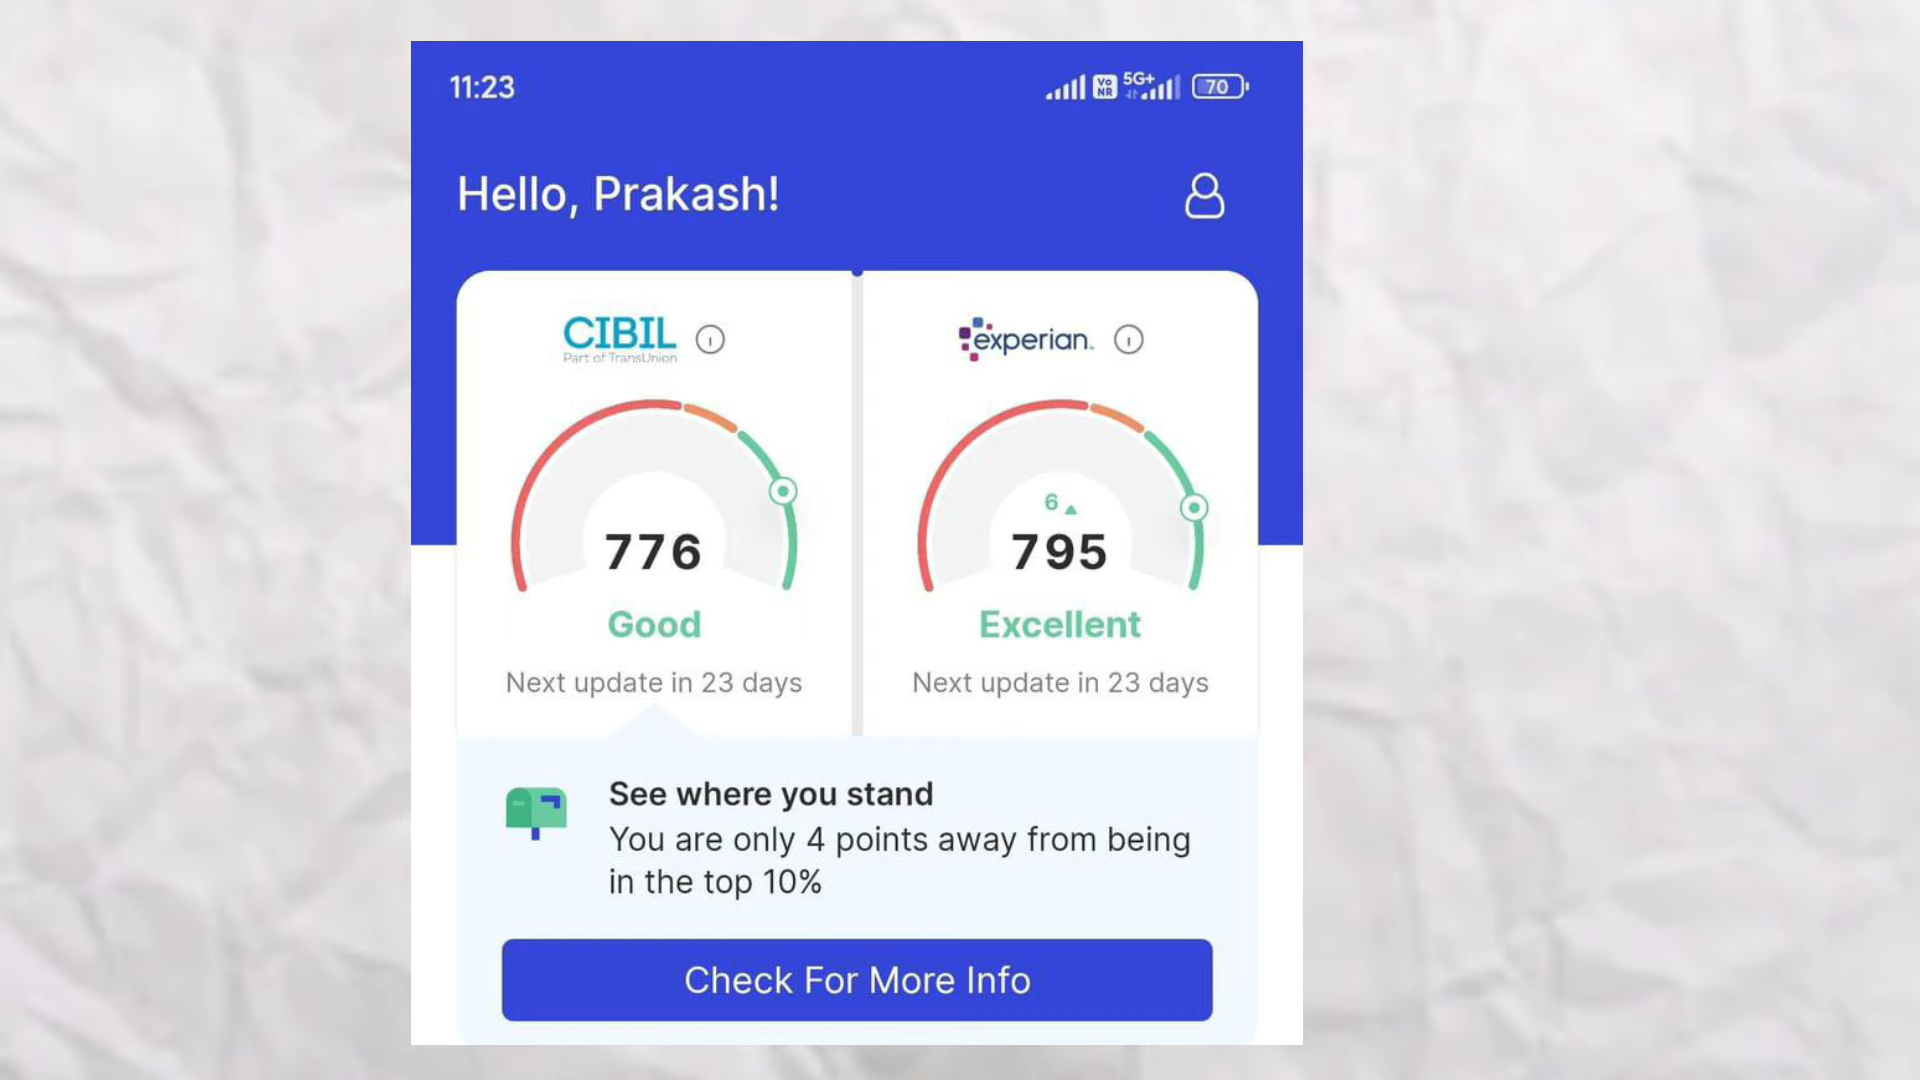 11:23
Vo NR 5G+ 70
Hello, Prakash!
CIBIL
Part of TransUnion
experian.
6
776
795
Good
Excellent
Next update in 23 days
Next update in 23 days
See where you stand
You are only 4 points away from being
in the top 10%
Check For More Info